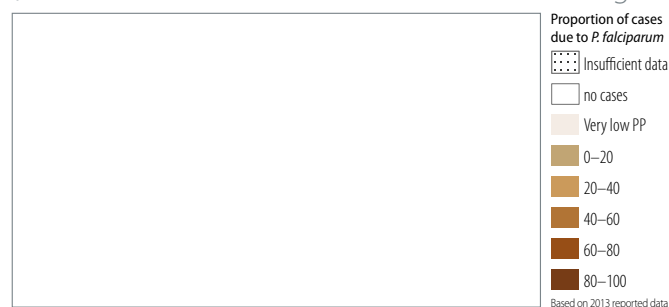 Proportion of cases
due to P. falciparum
Insufficient data
no cases
Very low PP
0–20
20–40
40–60
60–80
80–100
Based on 2013 reported data